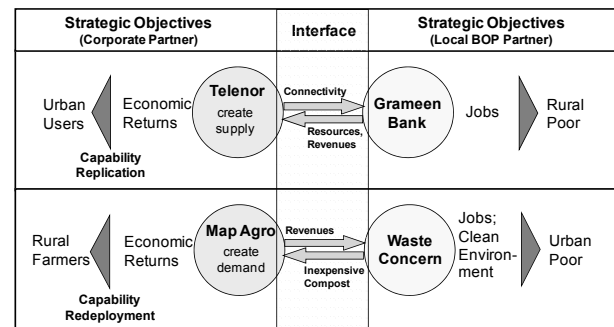 Strategic Objectives
(Corporate Partner)
Interface
Strategic Objectives
(Local BOP Partner)
Urban
Users
Economic
Returns
Capability
Replication
Telenor
create
supply
Connectivity
Resources,
Revenues
Grameen
Bank
Jobs
Rural
Poor
Rural
Farmers
Economic
Returns
Capability
Redeployment
Map Agro
create
demand
Revenues
Inexpensive
Compost
Waste
Concern
Jobs;
Clean
Environ-
ment
Urban
Poor